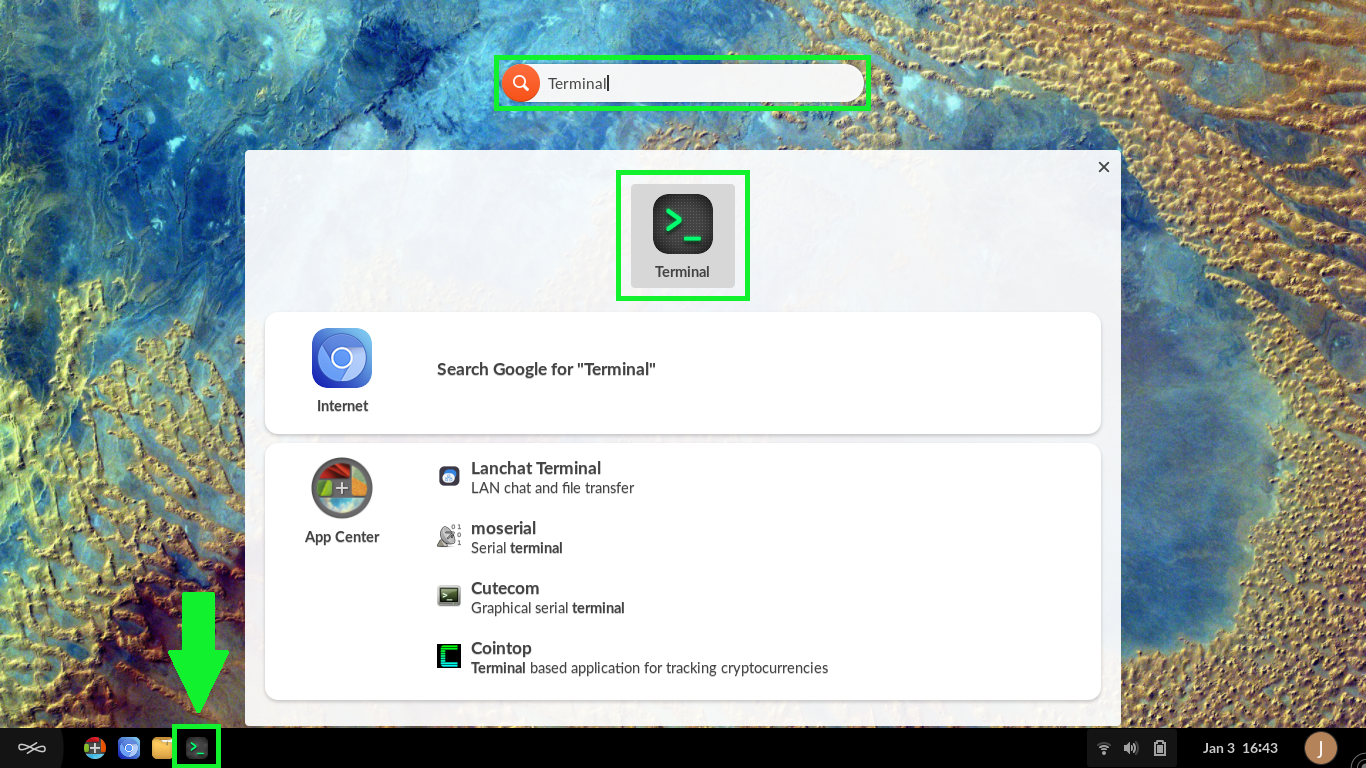 Terminal
Terminal
Search Google for "Terminal"
Internet
Lanchat Terminal
LAN chat and file transfer
App Center
moserial
Serial terminal
Cutecom
Graphical serial terminal
Cointop
Terminal based application for tracking cryptocurrencies
Jan 3 16:43
J